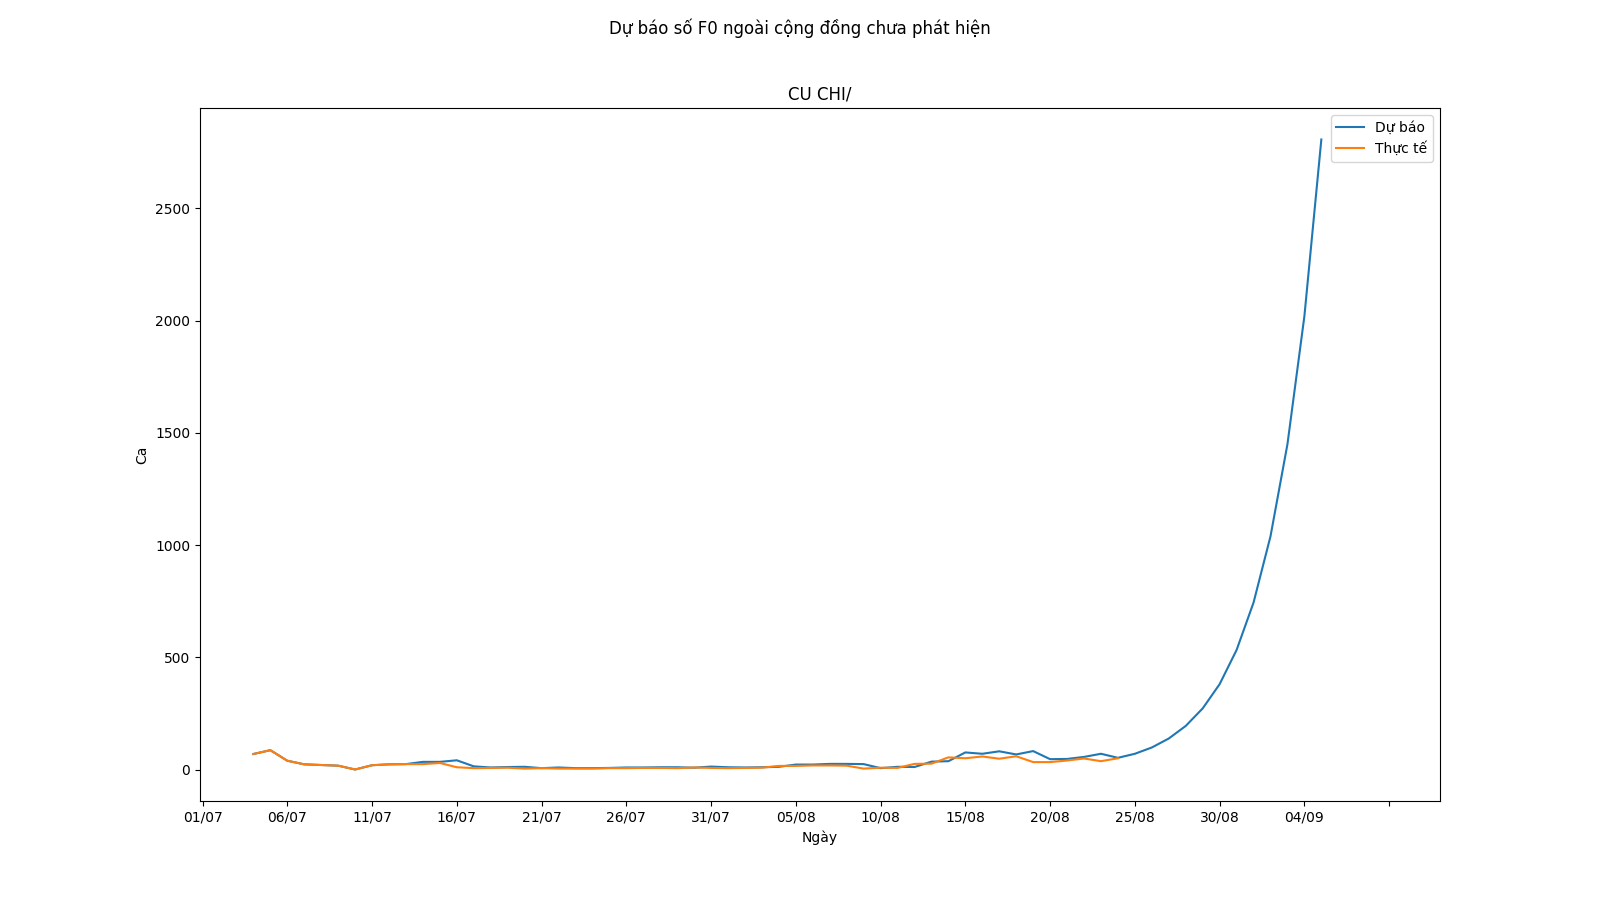 Dự báo số F0 ngoài cộng đồng chưa phát hiện
CU CHI/
Dự báo
Thực tế
2500
2000
1500
1000
500
0
Ca
01/07 06/07 11/07 16/07 21/07 26/07 31/07 05/08 10/08 15/08 20/08 25/08 30/08 04/09
Ngày